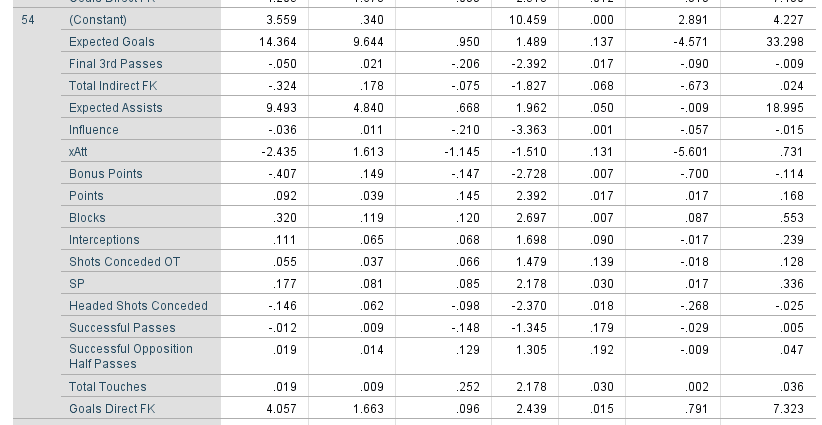 54 (Constant) 3.559 .340 10.459 .000 2.891 4.227
Expected Goals 14.364 9.644 .950 1.489 .137 -4.571 33.298
Final 3rd Passes -.050 .021 -.206 -2.392 .017 -.090 -.009
Total Indirect FK -.324 .178 -.075 -1.827 .068 -.673 .024
Expected Assists 9.493 4.840 .668 1.962 .050 -.009 18.995
Influence -.036 .011 -.210 -3.363 .001 -.057 -.015
xAtt -2.435 1.613 -1.145 -1.510 .131 -5.601 .731
Bonus Points -.407 .149 -.147 -2.728 .007 -.700 -.114
Points .092 .039 .145 2.392 .017 .017 .168
Blocks .320 .119 .120 2.697 .007 .087 .553
Interceptions .111 .065 .068 1.698 .090 -.017 .239
Shots Conceded OT .055 .037 .066 1.479 .139 -.018 .128
SP .177 .081 .085 2.178 .030 .017 .336
Headed Shots Conceded -.146 .062 -.098 -2.370 .018 -.268 -.025
Successful Passes -.012 .009 -.148 -1.345 .179 -.029 .005
Successful Opposition .019 .014 .129 1.305 .192 -.009 .047
Half Passes
Total Touches .019 .009 .252 2.178 .030 .002 .036
Goals Direct FK 4.057 1.663 .096 2.439 .015 .791 7.323